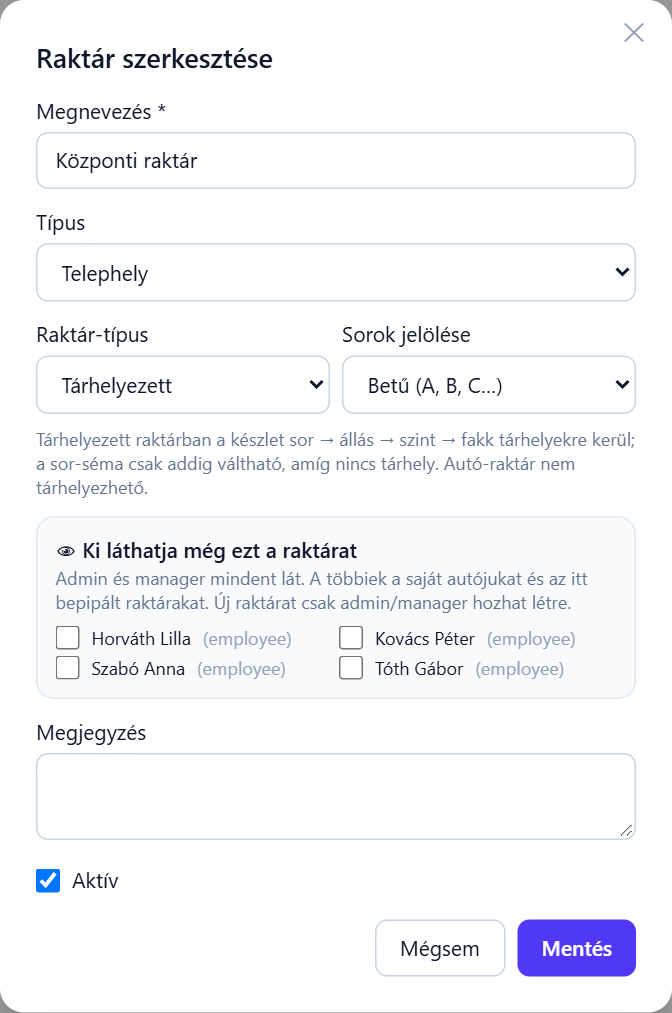 Raktár szerkesztése
Megnevezés *
Központi raktár
Típus
Telephely
Raktár-típus
Sorok jelölése
Tárhelyezett
Betű (A, B, C...)
Tárhelyezett raktárban a készlet sor → állás → szint → fakk tárhelyekre kerül;
a sor-séma csak addig váltható, amíg nincs tárhely. Autó-raktár nem
tárhelyezhető.
👁 Ki láthatja még ezt a raktárat
Admin és manager mindent lát. A többiek a saját autójukat és az itt
bepipált raktárakat. Új raktárat csak admin/manager hozhat létre.
Horváth Lilla (employee)
Kovács Péter (employee)
Szabó Anna (employee)
Tóth Gábor (employee)
Megjegyzés
Aktív
Mégsem
Mentés